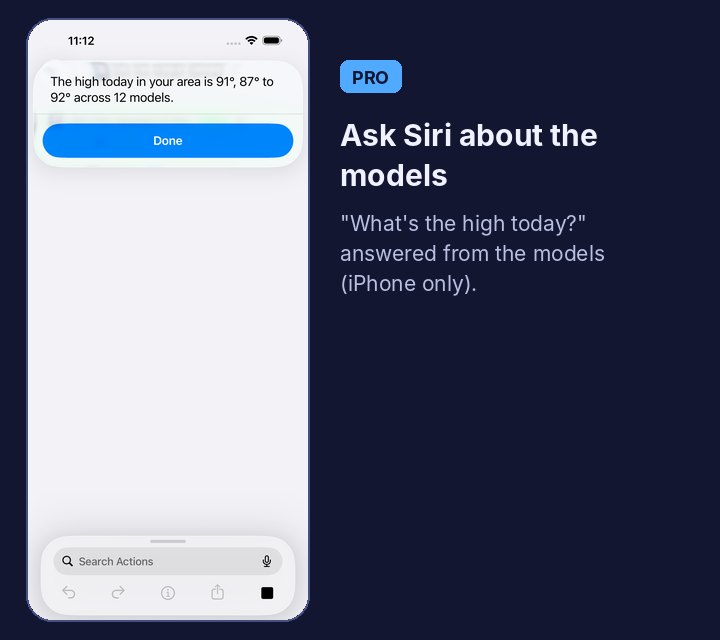 11:12
The high today in your area is 91°, 87° to
92° across 12 models.
Done
Search Actions
PRO
Ask Siri about the
models
"What's the high today?"
answered from the models
(iPhone only).